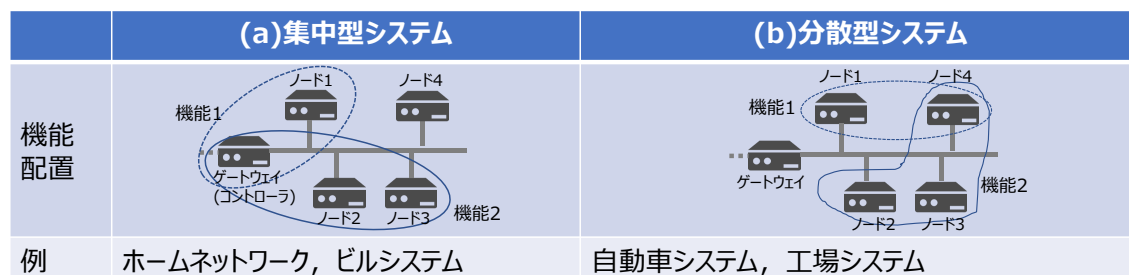 (a)集中型システム
(b)分散型システム
機能
配置
ノード1
ノード4
機能1
ゲートウェイ
(コントローラ)
ノード2
ノード3
機能2
ノード1
ノード4
機能1
ゲートウェイ
機能2
ノード2
ノード3
例
ホームネットワーク, ビルシステム
自動車システム, 工場システム